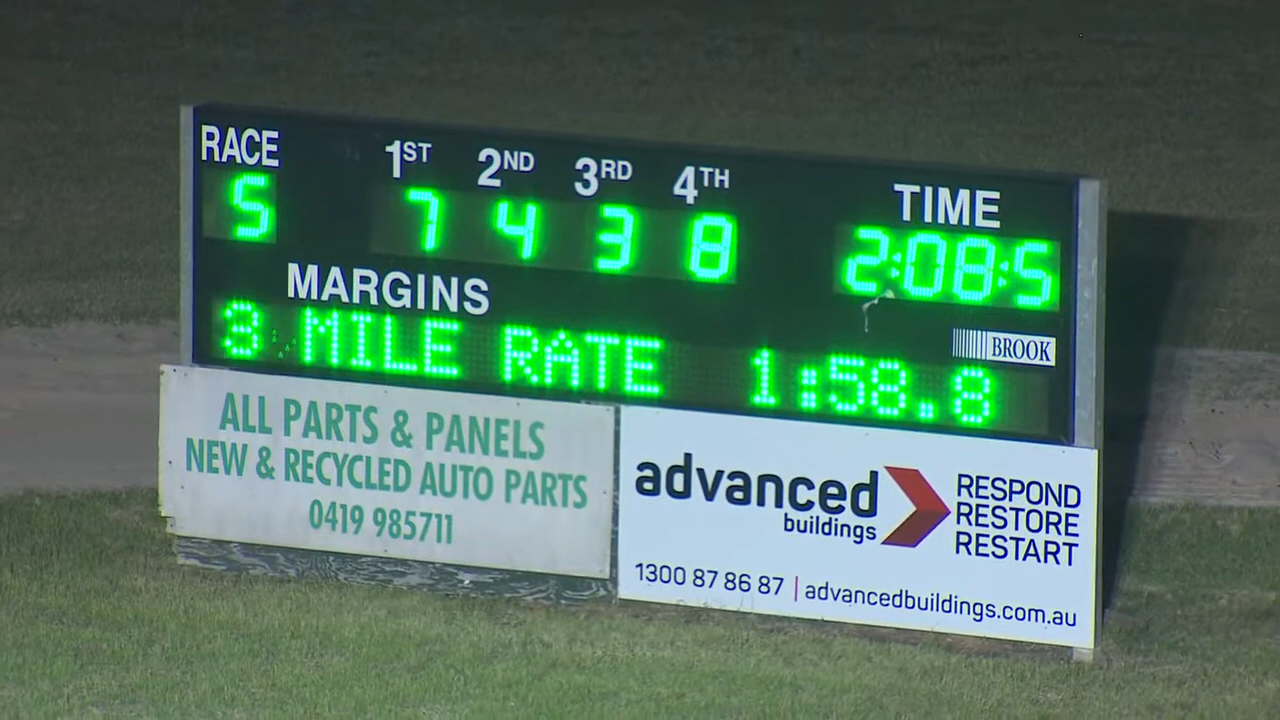 RACE 1ST 2ND 3RD 4TH TIME
5 7 4 3 8 2:08:5
MARGINS
BROOK
3 MILE RATE 1:58.8
ALL PARTS & PANELS
NEW & RECYCLED AUTO PARTS
0419 985711
advanced
buildings
RESPOND
RESTORE
RESTART
1300 87 86 87 | advancedbuildings.com.au